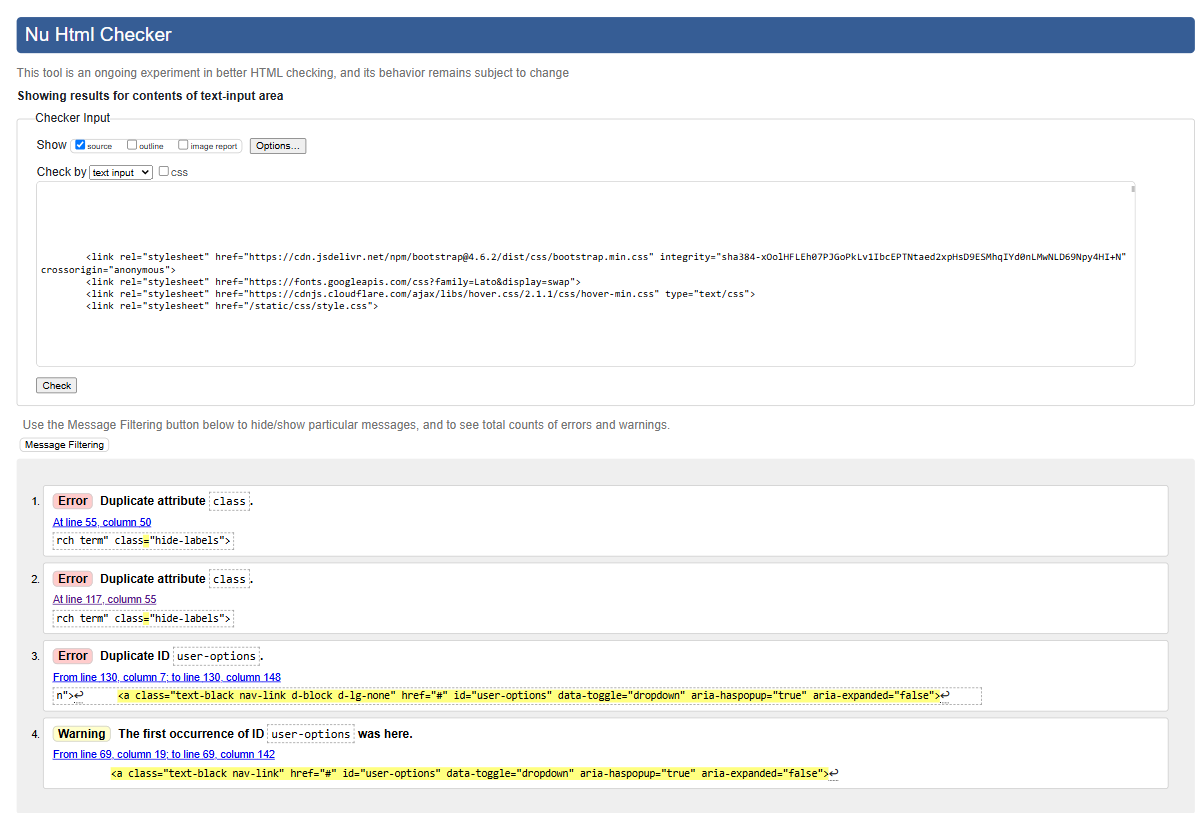 Nu Html Checker
This tool is an ongoing experiment in better HTML checking, and its behavior remains subject to change
Showing results for contents of text-input area
Checker Input
Show source outline image report Options...
Check by text input css
<link rel="stylesheet" href="https://cdn.jsdelivr.net/npm/bootstrap@4.6.2/dist/css/bootstrap.min.css" integrity="sha384-xOolHFLEh07PJGoPkLv1IbcEPTNtaed2xpHsD9ESMhqIYd0nLMwNLD69Npy4HI+N"
crossorigin="anonymous">
<link rel="stylesheet" href="https://fonts.googleapis.com/css?family=Lato&display=swap">
<link rel="stylesheet" href="https://cdnjs.cloudflare.com/ajax/libs/hover.css/2.1.1/css/hover-min.css" type="text/css">
<link rel="stylesheet" href="/static/css/style.css">
Check
Use the Message Filtering button below to hide/show particular messages, and to see total counts of errors and warnings.
Message Filtering
1. Error Duplicate attribute class.
At line 55, column 50
rch term" class="hide-labels">
2. Error Duplicate attribute class.
At line 117, column 55
rch term" class="hide-labels">
3. Error Duplicate ID user-options.
From line 130, column 7; to line 130, column 148
n">↩ <a class="text-black nav-link d-block d-lg-none" href="#" id="user-options" data-toggle="dropdown" aria-haspopup="true" aria-expanded="false">↩
4. Warning The first occurrence of ID user-options was here.
From line 69, column 19; to line 69, column 142
<a class="text-black nav-link" href="#" id="user-options" data-toggle="dropdown" aria-haspopup="true" aria-expanded="false">↩